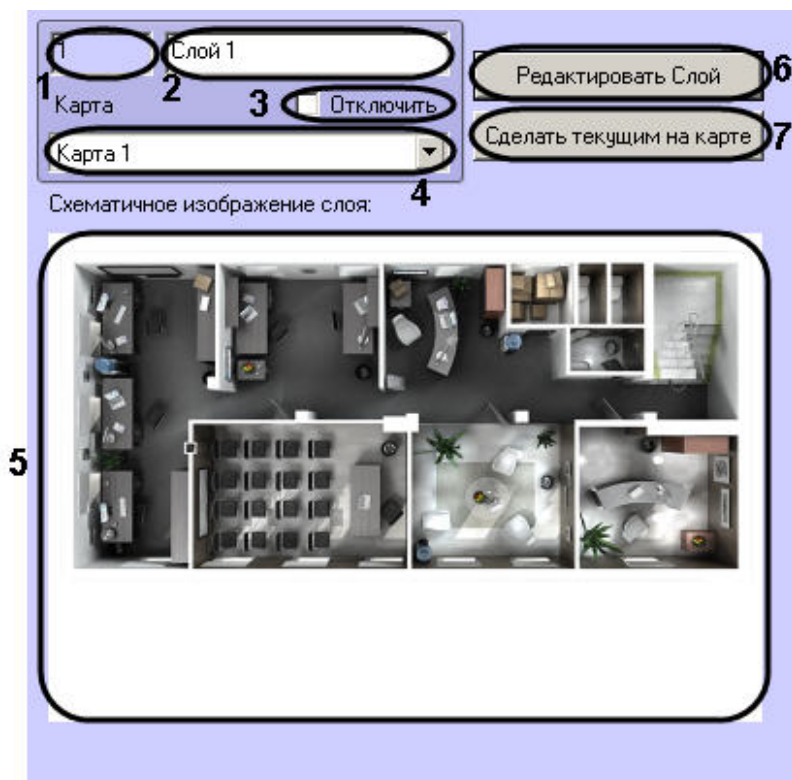 1 Слой 1
1 2
Карта 3 Отключить
Карта 1
4
Редактировать Слой 6
Сделать текущим на карте 7
Схематичное изображение слоя:
5